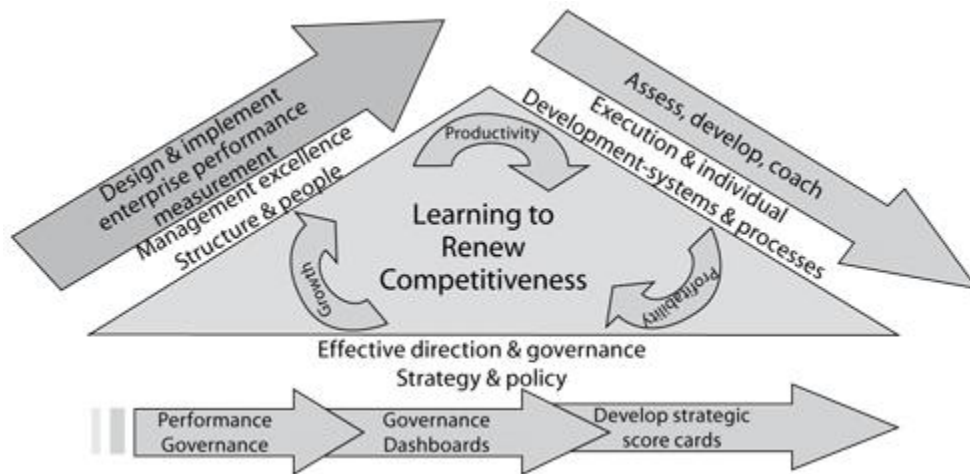 Design & implement
enterprise performance
measurement
Management excellence
Structure & people
Assess, develop, coach
Execution & individual
Development-systems & processes
Productivity
Learning to
Renew
Competitiveness
Growth
Profitability
Effective direction & governance
Strategy & policy
Performance
Governance
Governance
Dashboards
Develop strategic
score cards